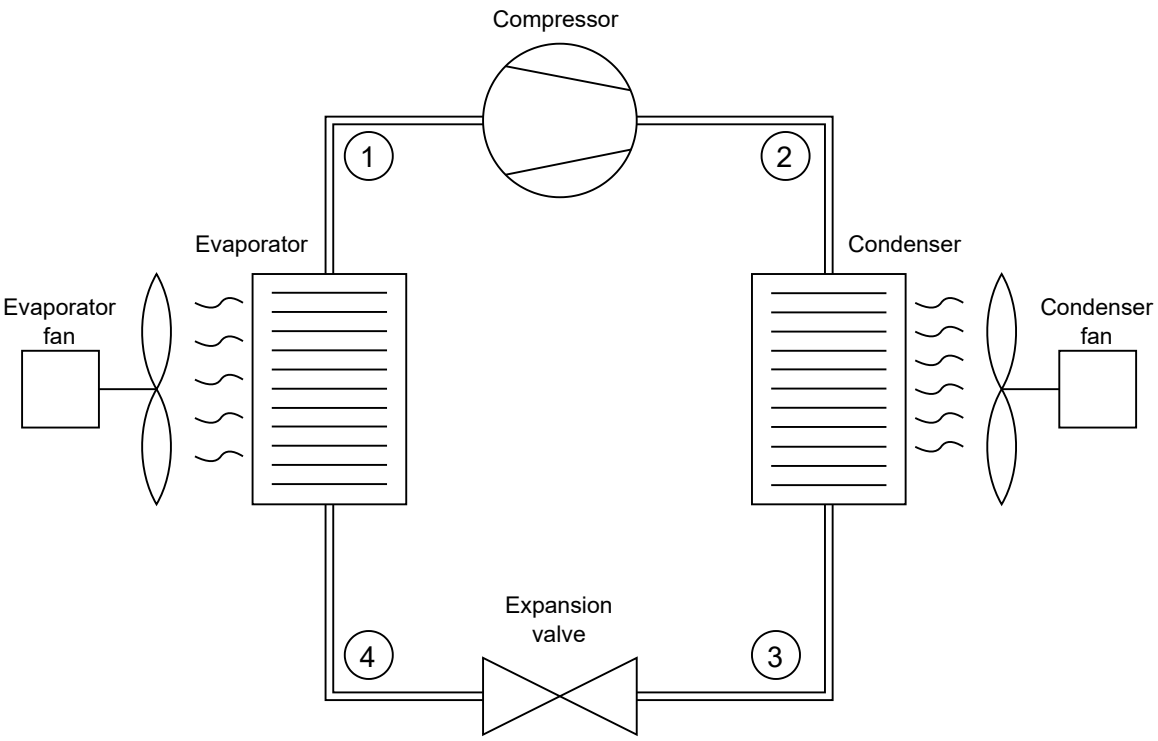 Compressor
1
2
Evaporator
Condenser
Evaporator
fan
Condenser
fan
Expansion
valve
4
3